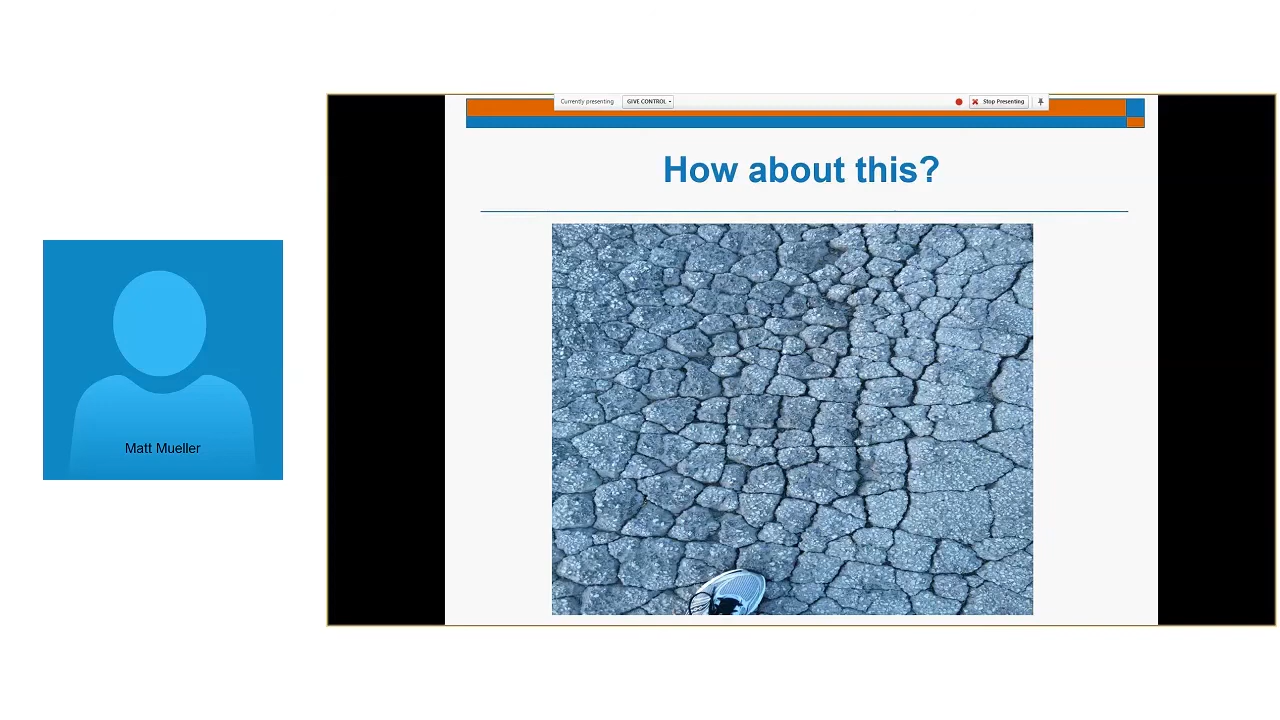 Currently presenting
GIVE CONTROL
Stop Presenting
How about this?
Matt Mueller